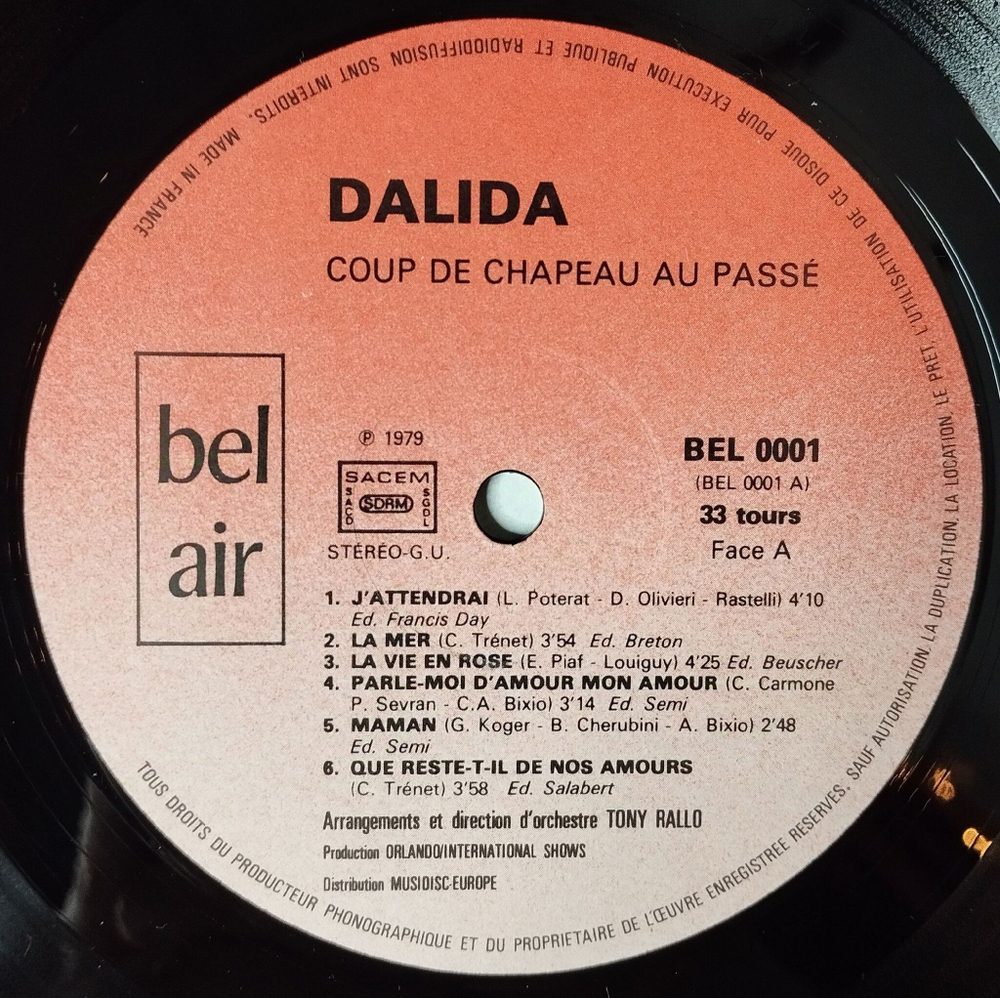 DALIDA
COUP DE CHAPEAU AU PASSÉ
bel
air
℗ 1979
SACEM
SACD
SDRM
SGDL
STÉRÉO-G.U.
BEL 0001
(BEL 0001 A)
33 tours
Face A
1. J'ATTENDRAI (L. Poterat - D. Olivieri - Rastelli) 4'10
Ed. Francis Day
2. LA MER (C. Trénet) 3'54 Ed. Breton
3. LA VIE EN ROSE (E. Piaf - Louiguy) 4'25 Ed. Beuscher
4. PARLE-MOI D'AMOUR MON AMOUR (C. Carmone
P. Sevran - C.A. Bixio) 3'14 Ed. Semi
5. MAMAN (G. Koger - B. Cherubini - A. Bixio) 2'48
Ed. Semi
6. QUE RESTE-T-IL DE NOS AMOURS
(C. Trénet) 3'58 Ed. Salabert
Arrangements et direction d'orchestre TONY RALLO
Production ORLANDO/INTERNATIONAL SHOWS
Distribution MUSIDISC-EUROPE
TOUS DROITS DU PRODUCTEUR PHONOGRAPHIQUE ET DU PROPRIETAIRE DE L'ŒUVRE ENREGISTREE RESERVES. SAUF AUTORISATION, LA DUPLICATION, LA LOCATION, LE PRET, L'UTILISATION DE CE DISQUE POUR EXECUTION PUBLIQUE ET RADIODIFFUSION SONT INTERDITS. MADE IN FRANCE